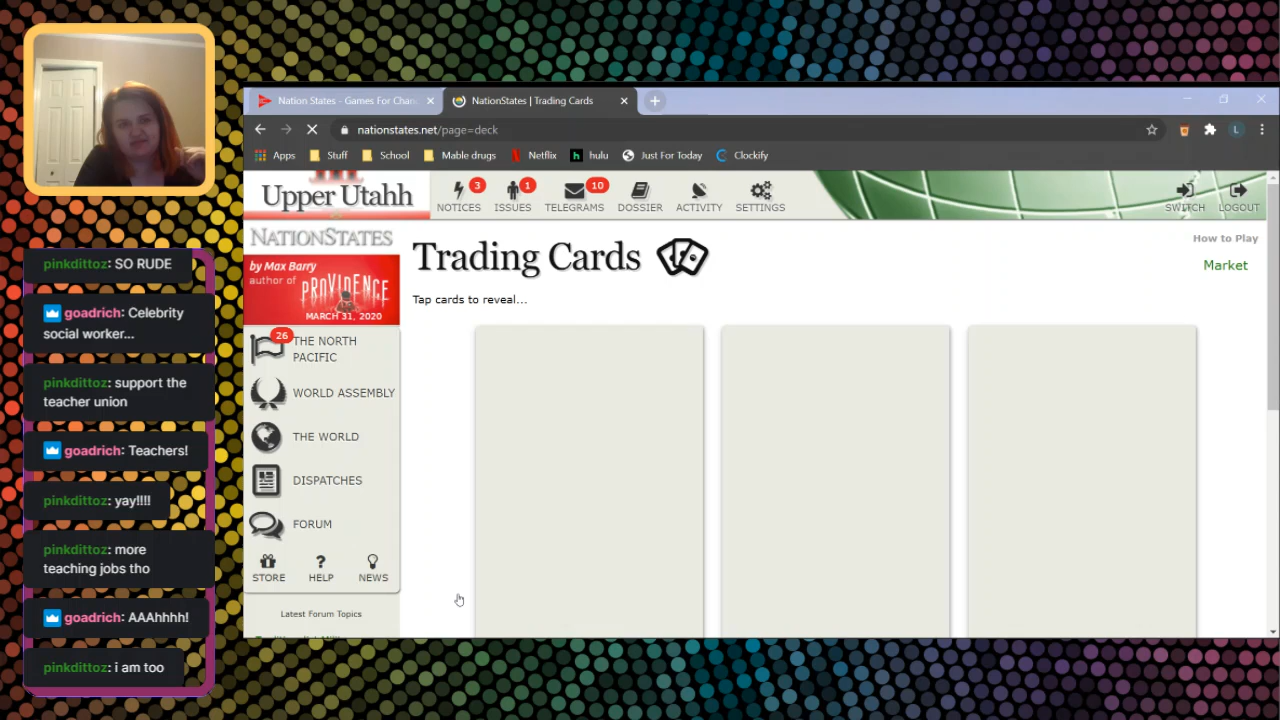 pinkdittoz: SO RUDE
goadrich: Celebrity
social worker...
pinkdittoz: support the
teacher union
goadrich: Teachers!
pinkdittoz: yay!!!!
pinkdittoz: more
teaching jobs tho
goadrich: AAAhhhh!
pinkdittoz: i am too
Nation States - Games For Chan
NationStates | Trading Cards
nationstates.net/page=deck
L
Apps Stuff School Mable drugs Netflix hulu Just For Today Clockify
Upper Utahh
3
NOTICES
1
ISSUES
10
TELEGRAMS
DOSSIER
ACTIVITY
SETTINGS
SWITCH
LOGOUT
NATIONSTATES
by Max Barry
author of
PROVIDENCE
MARCH 31, 2020
26
THE NORTH
PACIFIC
WORLD ASSEMBLY
THE WORLD
DISPATCHES
FORUM
STORE HELP NEWS
Latest Forum Topics
Trading Cards
How to Play
Market
Tap cards to reveal...